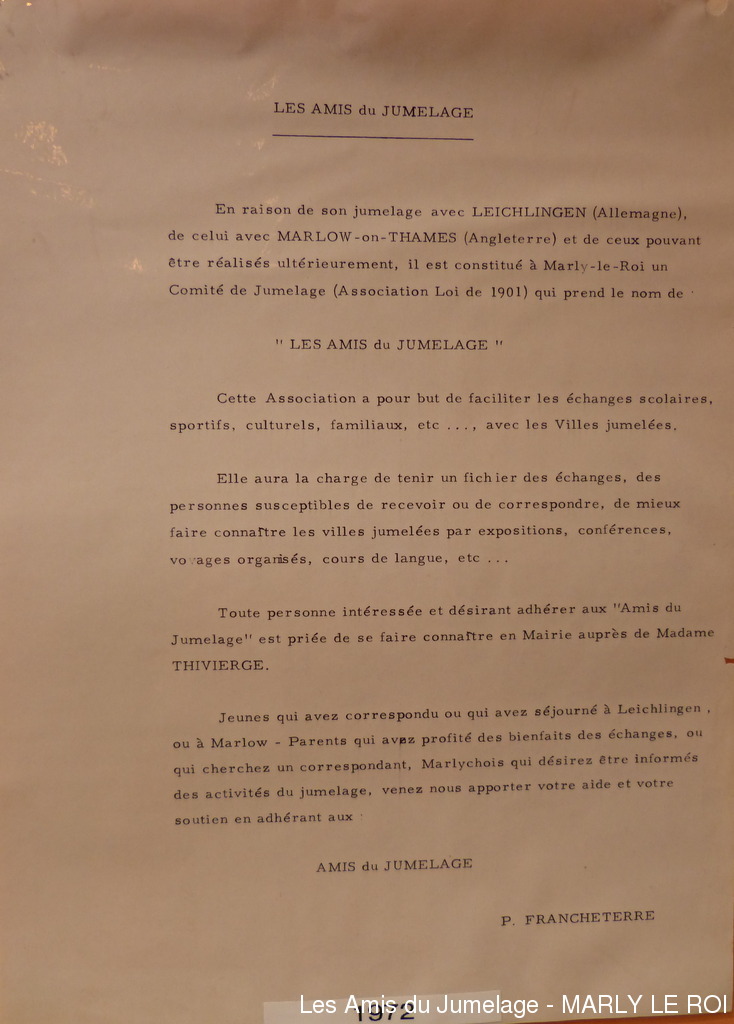 LES AMIS du JUMELAGE
En raison de son jumelage avec LEICHLINGEN (Allemagne),
de celui avec MARLOW-on-THAMES (Angleterre) et de ceux pouvant
être réalisés ultérieurement, il est constitué à Marly-le-Roi un
Comité de Jumelage (Association Loi de 1901) qui prend le nom de :
" LES AMIS du JUMELAGE "
Cette Association a pour but de faciliter les échanges scolaires,
sportifs, culturels, familiaux, etc ..., avec les Villes jumelées.
Elle aura la charge de tenir un fichier des échanges, des
personnes susceptibles de recevoir ou de correspondre, de mieux
faire connaître les villes jumelées par expositions, conférences,
voyages organisés, cours de langue, etc ...
Toute personne intéressée et désirant adhérer aux "Amis du
Jumelage" est priée de se faire connaître en Mairie auprès de Madame
THIVIERGE.
Jeunes qui avez correspondu ou qui avez séjourné à Leichlingen,
ou à Marlow - Parents qui avez profité des bienfaits des échanges, ou
qui cherchez un correspondant, Marlychois qui désirez être informés
des activités du jumelage, venez nous apporter votre aide et votre
soutien en adhérant aux :
AMIS du JUMELAGE
P. FRANCHETERRE
1972
Les Amis du Jumelage - MARLY LE ROI